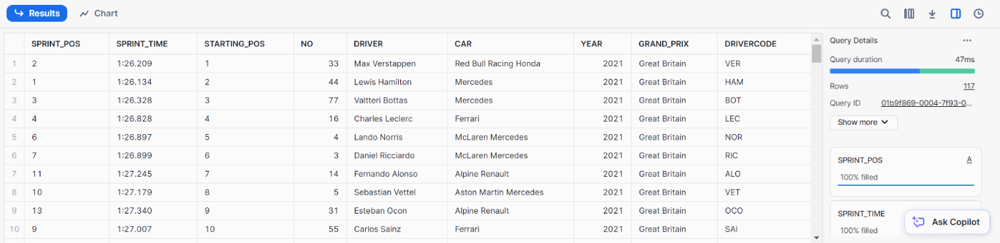 Results Chart
SPRINT_POS SPRINT_TIME STARTING_POS NO DRIVER CAR YEAR GRAND_PRIX DRIVERCODE
1 2 1:26.209 1 33 Max Verstappen Red Bull Racing Honda 2021 Great Britain VER
2 1 1:26.134 2 44 Lewis Hamilton Mercedes 2021 Great Britain HAM
3 3 1:26.328 3 77 Valtteri Bottas Mercedes 2021 Great Britain BOT
4 4 1:26.828 4 16 Charles Leclerc Ferrari 2021 Great Britain LEC
5 6 1:26.897 5 4 Lando Norris McLaren Mercedes 2021 Great Britain NOR
6 7 1:26.899 6 3 Daniel Ricciardo McLaren Mercedes 2021 Great Britain RIC
7 11 1:27.245 7 14 Fernando Alonso Alpine Renault 2021 Great Britain ALO
8 10 1:27.179 8 5 Sebastian Vettel Aston Martin Mercedes 2021 Great Britain VET
9 13 1:27.340 9 31 Esteban Ocon Alpine Renault 2021 Great Britain OCO
10 9 1:27.007 10 55 Carlos Sainz Ferrari 2021 Great Britain SAI
Query Details ...
Query duration 47ms
Rows 117
Query ID 01b9f869-0004-7f93-0...
Show more
SPRINT_POS A
100% filled
SPRINT_TIME
100% filled
Ask Copilot